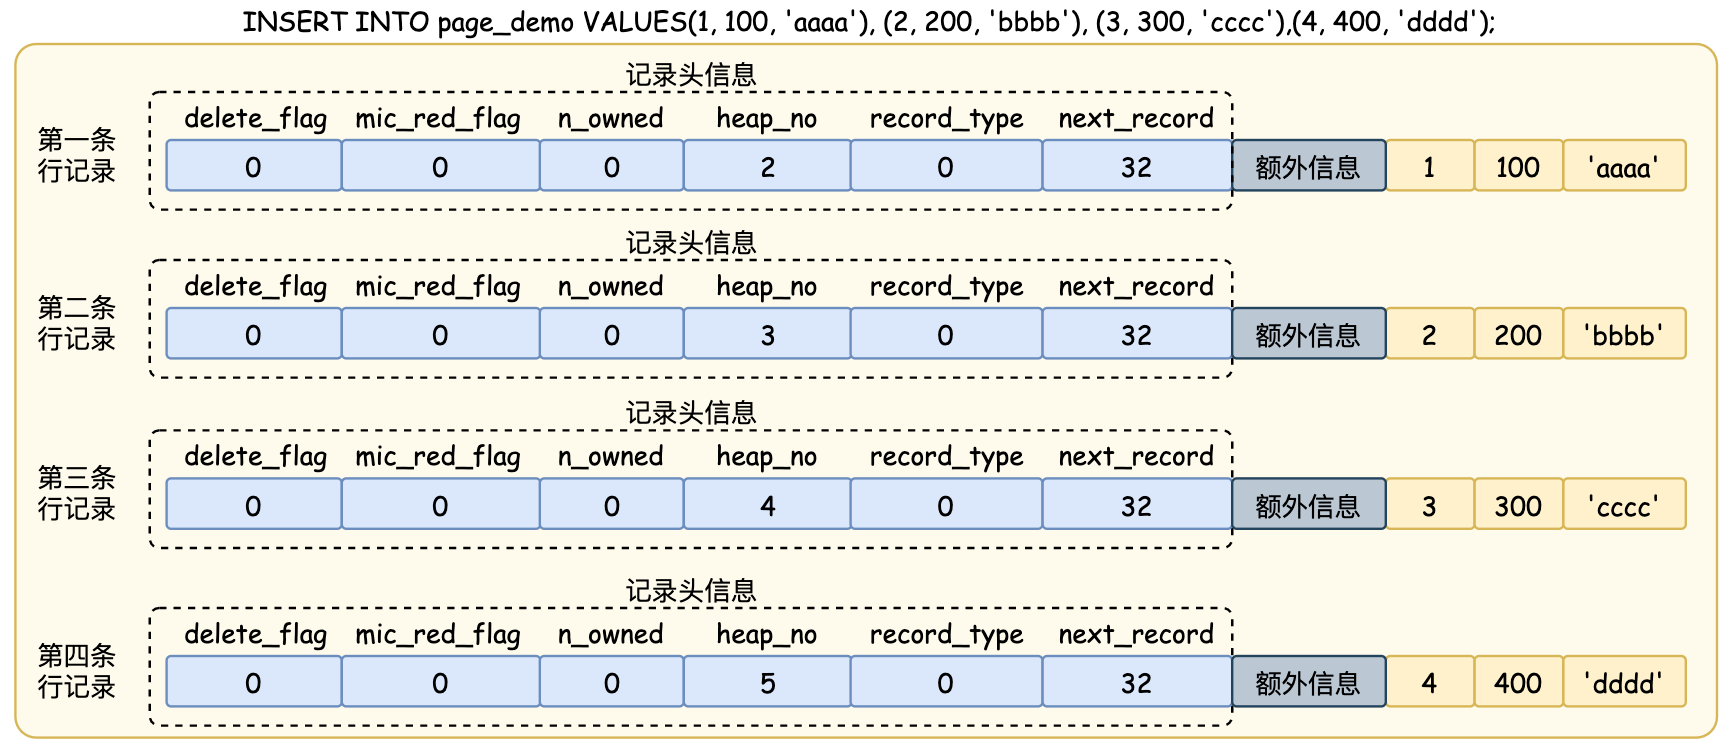 INSERT INTO page_demo VALUES(1, 100, 'aaaa'), (2, 200, 'bbbb'), (3, 300, 'cccc'),(4, 400, 'dddd');
记录头信息
delete_flag mic_red_flag n_owned heap_no record_type next_record
第一条
行记录
0 0 0 2 0 32 额外信息 1 100 'aaaa'
记录头信息
delete_flag mic_red_flag n_owned heap_no record_type next_record
第二条
行记录
0 0 0 3 0 32 额外信息 2 200 'bbbb'
记录头信息
delete_flag mic_red_flag n_owned heap_no record_type next_record
第三条
行记录
0 0 0 4 0 32 额外信息 3 300 'cccc'
记录头信息
delete_flag mic_red_flag n_owned heap_no record_type next_record
第四条
行记录
0 0 0 5 0 32 额外信息 4 400 'dddd'